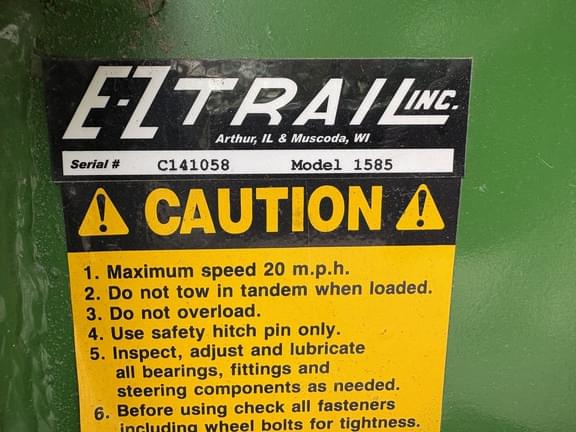 E-Z TRAIL INC.
Arthur, IL & Muscoda, WI
Serial # C141058 Model 1585
CAUTION
1. Maximum speed 20 m.p.h.
2. Do not tow in tandem when loaded.
3. Do not overload.
4. Use safety hitch pin only.
5. Inspect, adjust and lubricate
all bearings, fittings and
steering components as needed.
6. Before using check all fasteners
including wheel bolts for tightness.